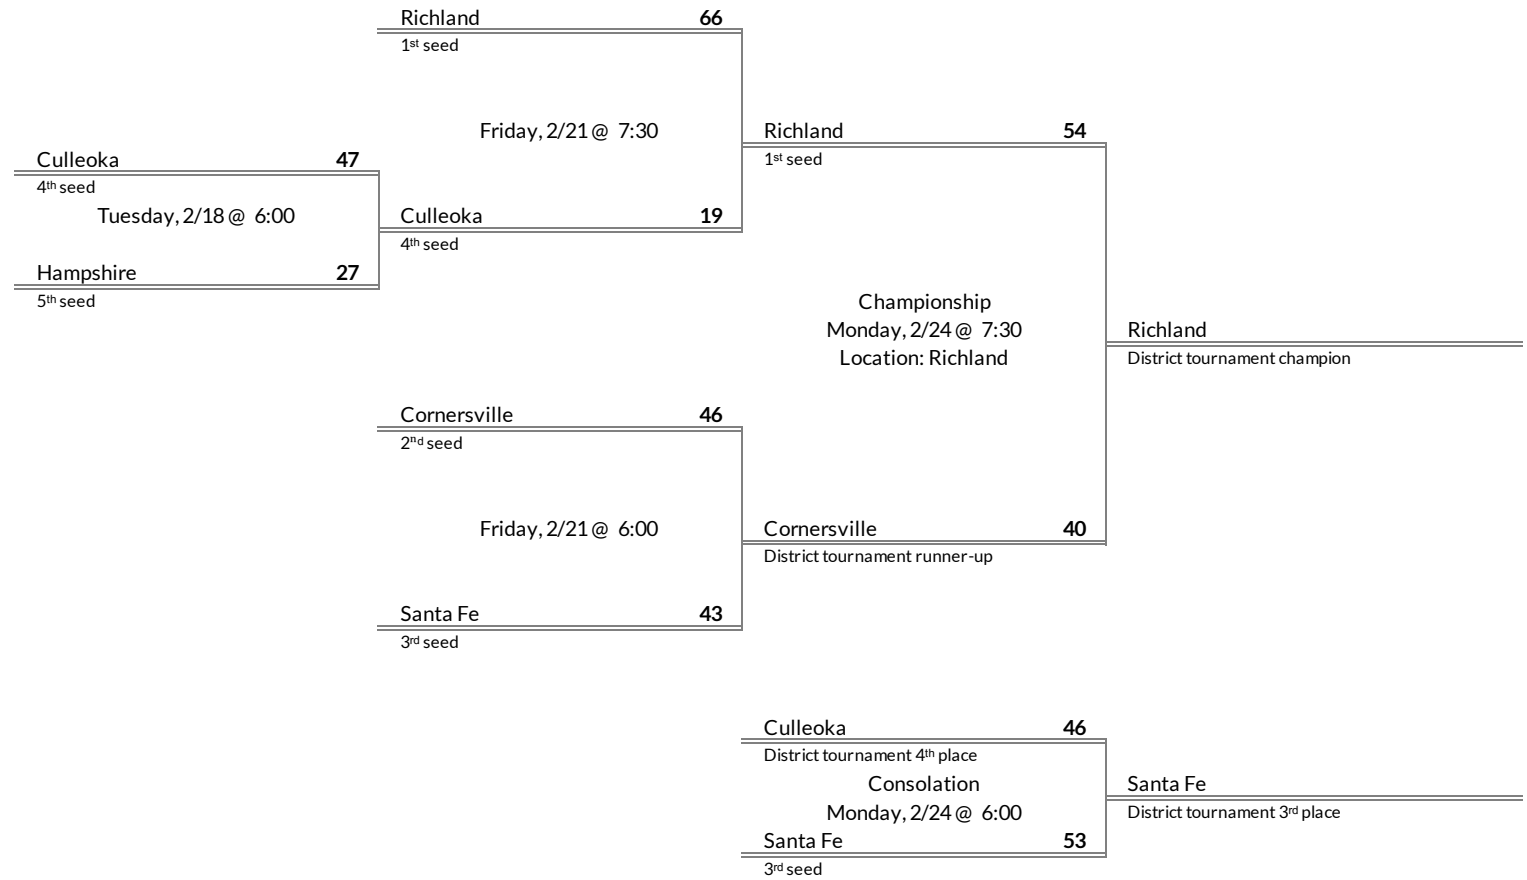 Richland 66
1st seed
Friday, 2/21 @ 7:30
Richland 54
1st seed
Culleoka 47
4th seed
Tuesday, 2/18 @ 6:00
Culleoka 19
4th seed
Hampshire 27
5th seed
Championship
Monday, 2/24 @ 7:30
Location: Richland
Richland
District tournament champion
Cornersville 46
2nd seed
Friday, 2/21 @ 6:00
Cornersville 40
District tournament runner-up
Santa Fe 43
3rd seed
Culleoka 46
District tournament 4th place
Consolation
Monday, 2/24 @ 6:00
Santa Fe
District tournament 3rd place
Santa Fe 53
3rd seed